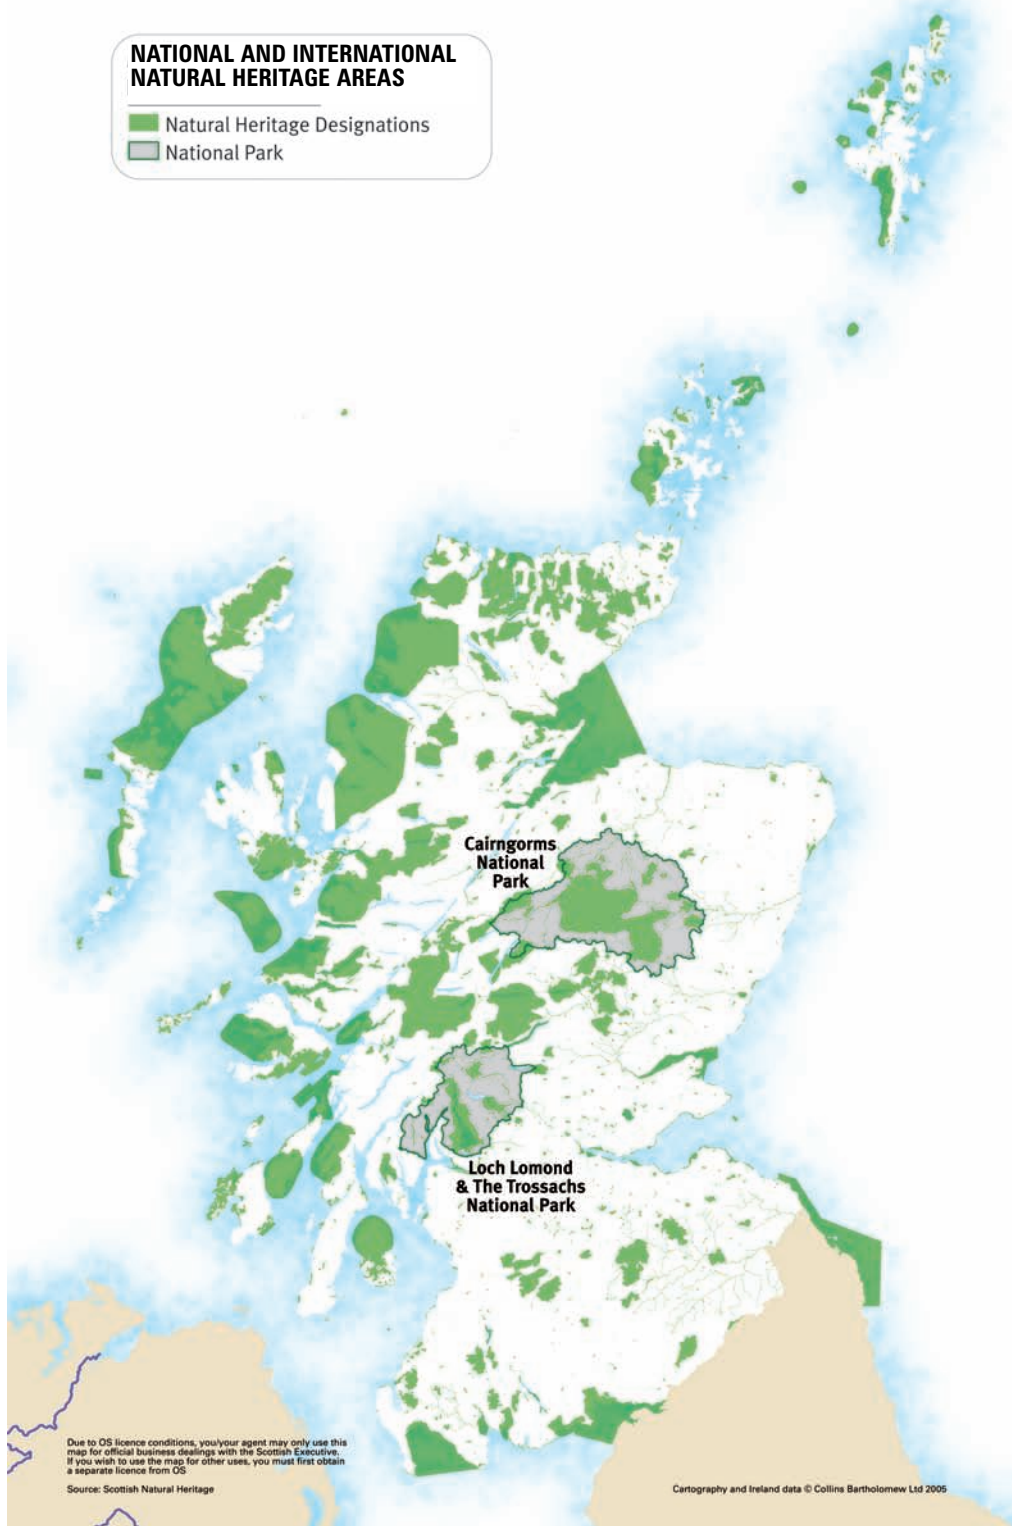 NATIONAL AND INTERNATIONAL
NATURAL HERITAGE AREAS
Natural Heritage Designations
National Park
Cairngorms
National
Park
Loch Lomond
& The Trossachs
National Park
Due to OS licence conditions, you/your agent may only use this
map for official business dealings with the Scottish Executive.
If you wish to use the map for other uses, you must first obtain
a separate licence from OS
Source: Scottish Natural Heritage
Cartography and Ireland data © Collins Bartholomew Ltd 2005